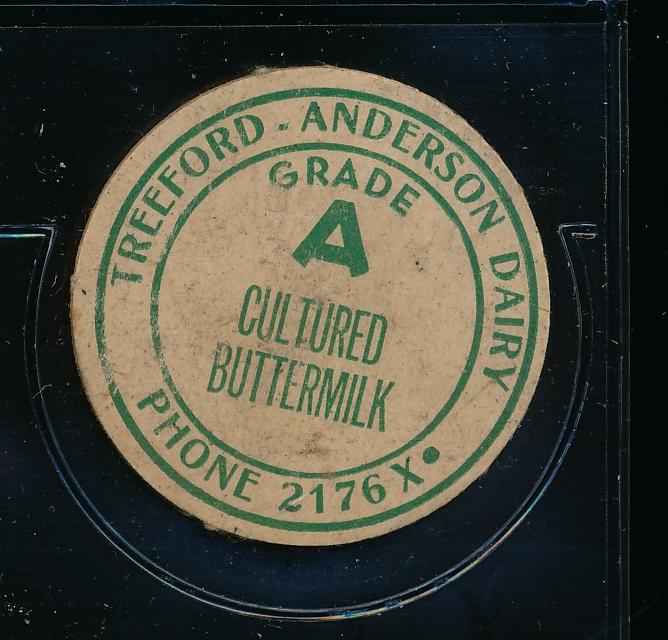 TREEFORD - ANDERSON DAIRY
GRADE
A
CULTURED
BUTTERMILK
PHONE 2176 X •